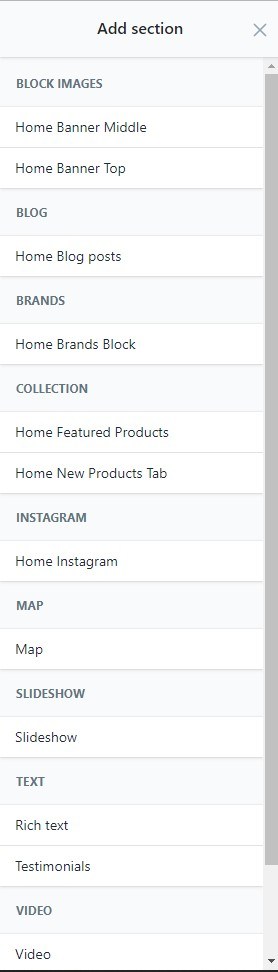 Add section
BLOCK IMAGES
Home Banner Middle
Home Banner Top
BLOG
Home Blog posts
BRANDS
Home Brands Block
COLLECTION
Home Featured Products
Home New Products Tab
INSTAGRAM
Home Instagram
MAP
Map
SLIDESHOW
Slideshow
TEXT
Rich text
Testimonials
VIDEO
Video